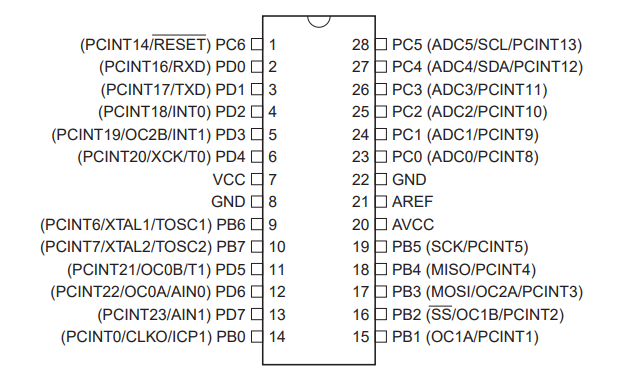 (PCINT14/RESET) PC6 1 28 PC5 (ADC5/SCL/PCINT13)
(PCINT16/RXD) PD0 2 27 PC4 (ADC4/SDA/PCINT12)
(PCINT17/TXD) PD1 3 26 PC3 (ADC3/PCINT11)
(PCINT18/INT0) PD2 4 25 PC2 (ADC2/PCINT10)
(PCINT19/OC2B/INT1) PD3 5 24 PC1 (ADC1/PCINT9)
(PCINT20/XCK/T0) PD4 6 23 PC0 (ADC0/PCINT8)
VCC 7 22 GND
GND 8 21 AREF
(PCINT6/XTAL1/TOSC1) PB6 9 20 AVCC
(PCINT7/XTAL2/TOSC2) PB7 10 19 PB5 (SCK/PCINT5)
(PCINT21/OC0B/T1) PD5 11 18 PB4 (MISO/PCINT4)
(PCINT22/OC0A/AIN0) PD6 12 17 PB3 (MOSI/OC2A/PCINT3)
(PCINT23/AIN1) PD7 13 16 PB2 (SS/OC1B/PCINT2)
(PCINT0/CLKO/ICP1) PB0 14 15 PB1 (OC1A/PCINT1)